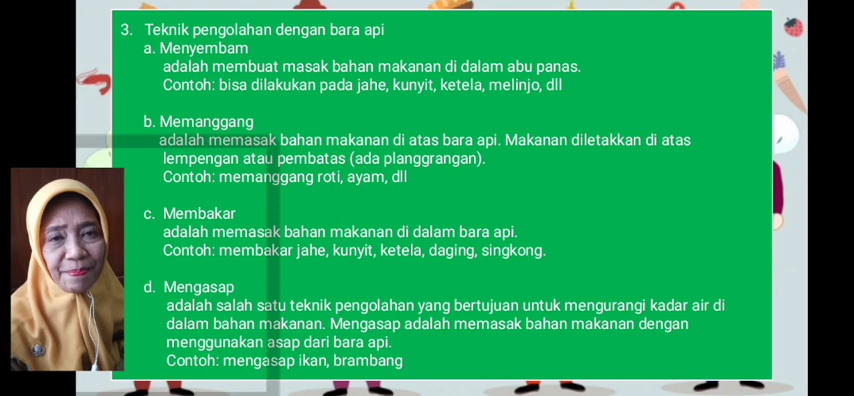 3. Teknik pengolahan dengan bara api
a. Menyembam
adalah membuat masak bahan makanan di dalam abu panas.
Contoh: bisa dilakukan pada jahe, kunyit, ketela, melinjo, dll
b. Memanggang
adalah memasak bahan makanan di atas bara api. Makanan diletakkan di atas
lempengan atau pembatas (ada planggrangan).
Contoh: memanggang roti, ayam, dll
c. Membakar
adalah memasak bahan makanan di dalam bara api.
Contoh: membakar jahe, kunyit, ketela, daging, singkong.
d. Mengasap
adalah salah satu teknik pengolahan yang bertujuan untuk mengurangi kadar air di
dalam bahan makanan. Mengasap adalah memasak bahan makanan dengan
menggunakan asap dari bara api.
Contoh: mengasap ikan, brambang